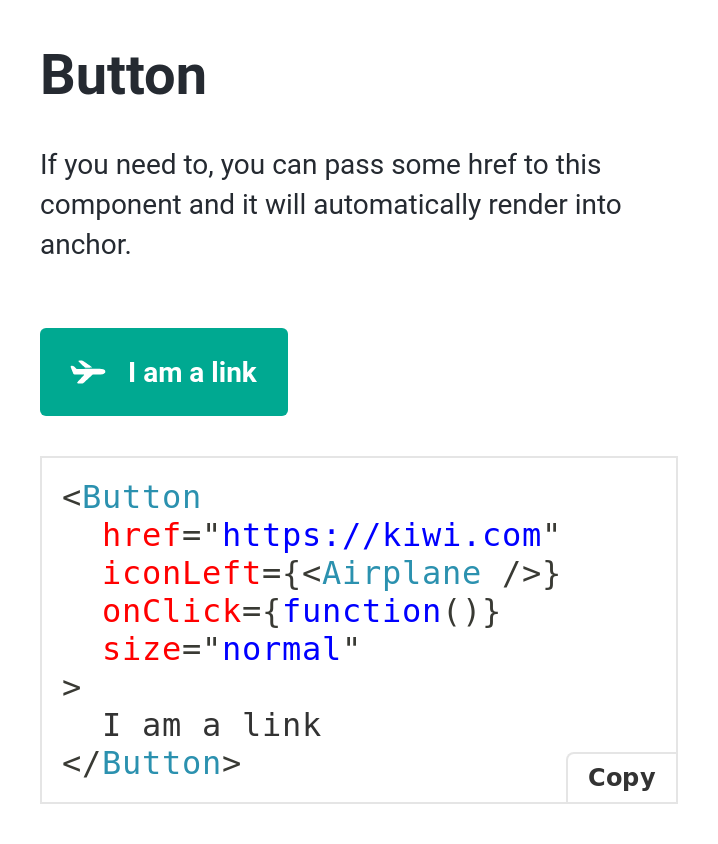 Button
If you need to, you can pass some href to this
component and it will automatically render into
anchor.
I am a link
<Button
  href="https://kiwi.com"
  iconLeft={<Airplane />}
  onClick={function()}
  size="normal"
>
  I am a link
</Button>
Copy